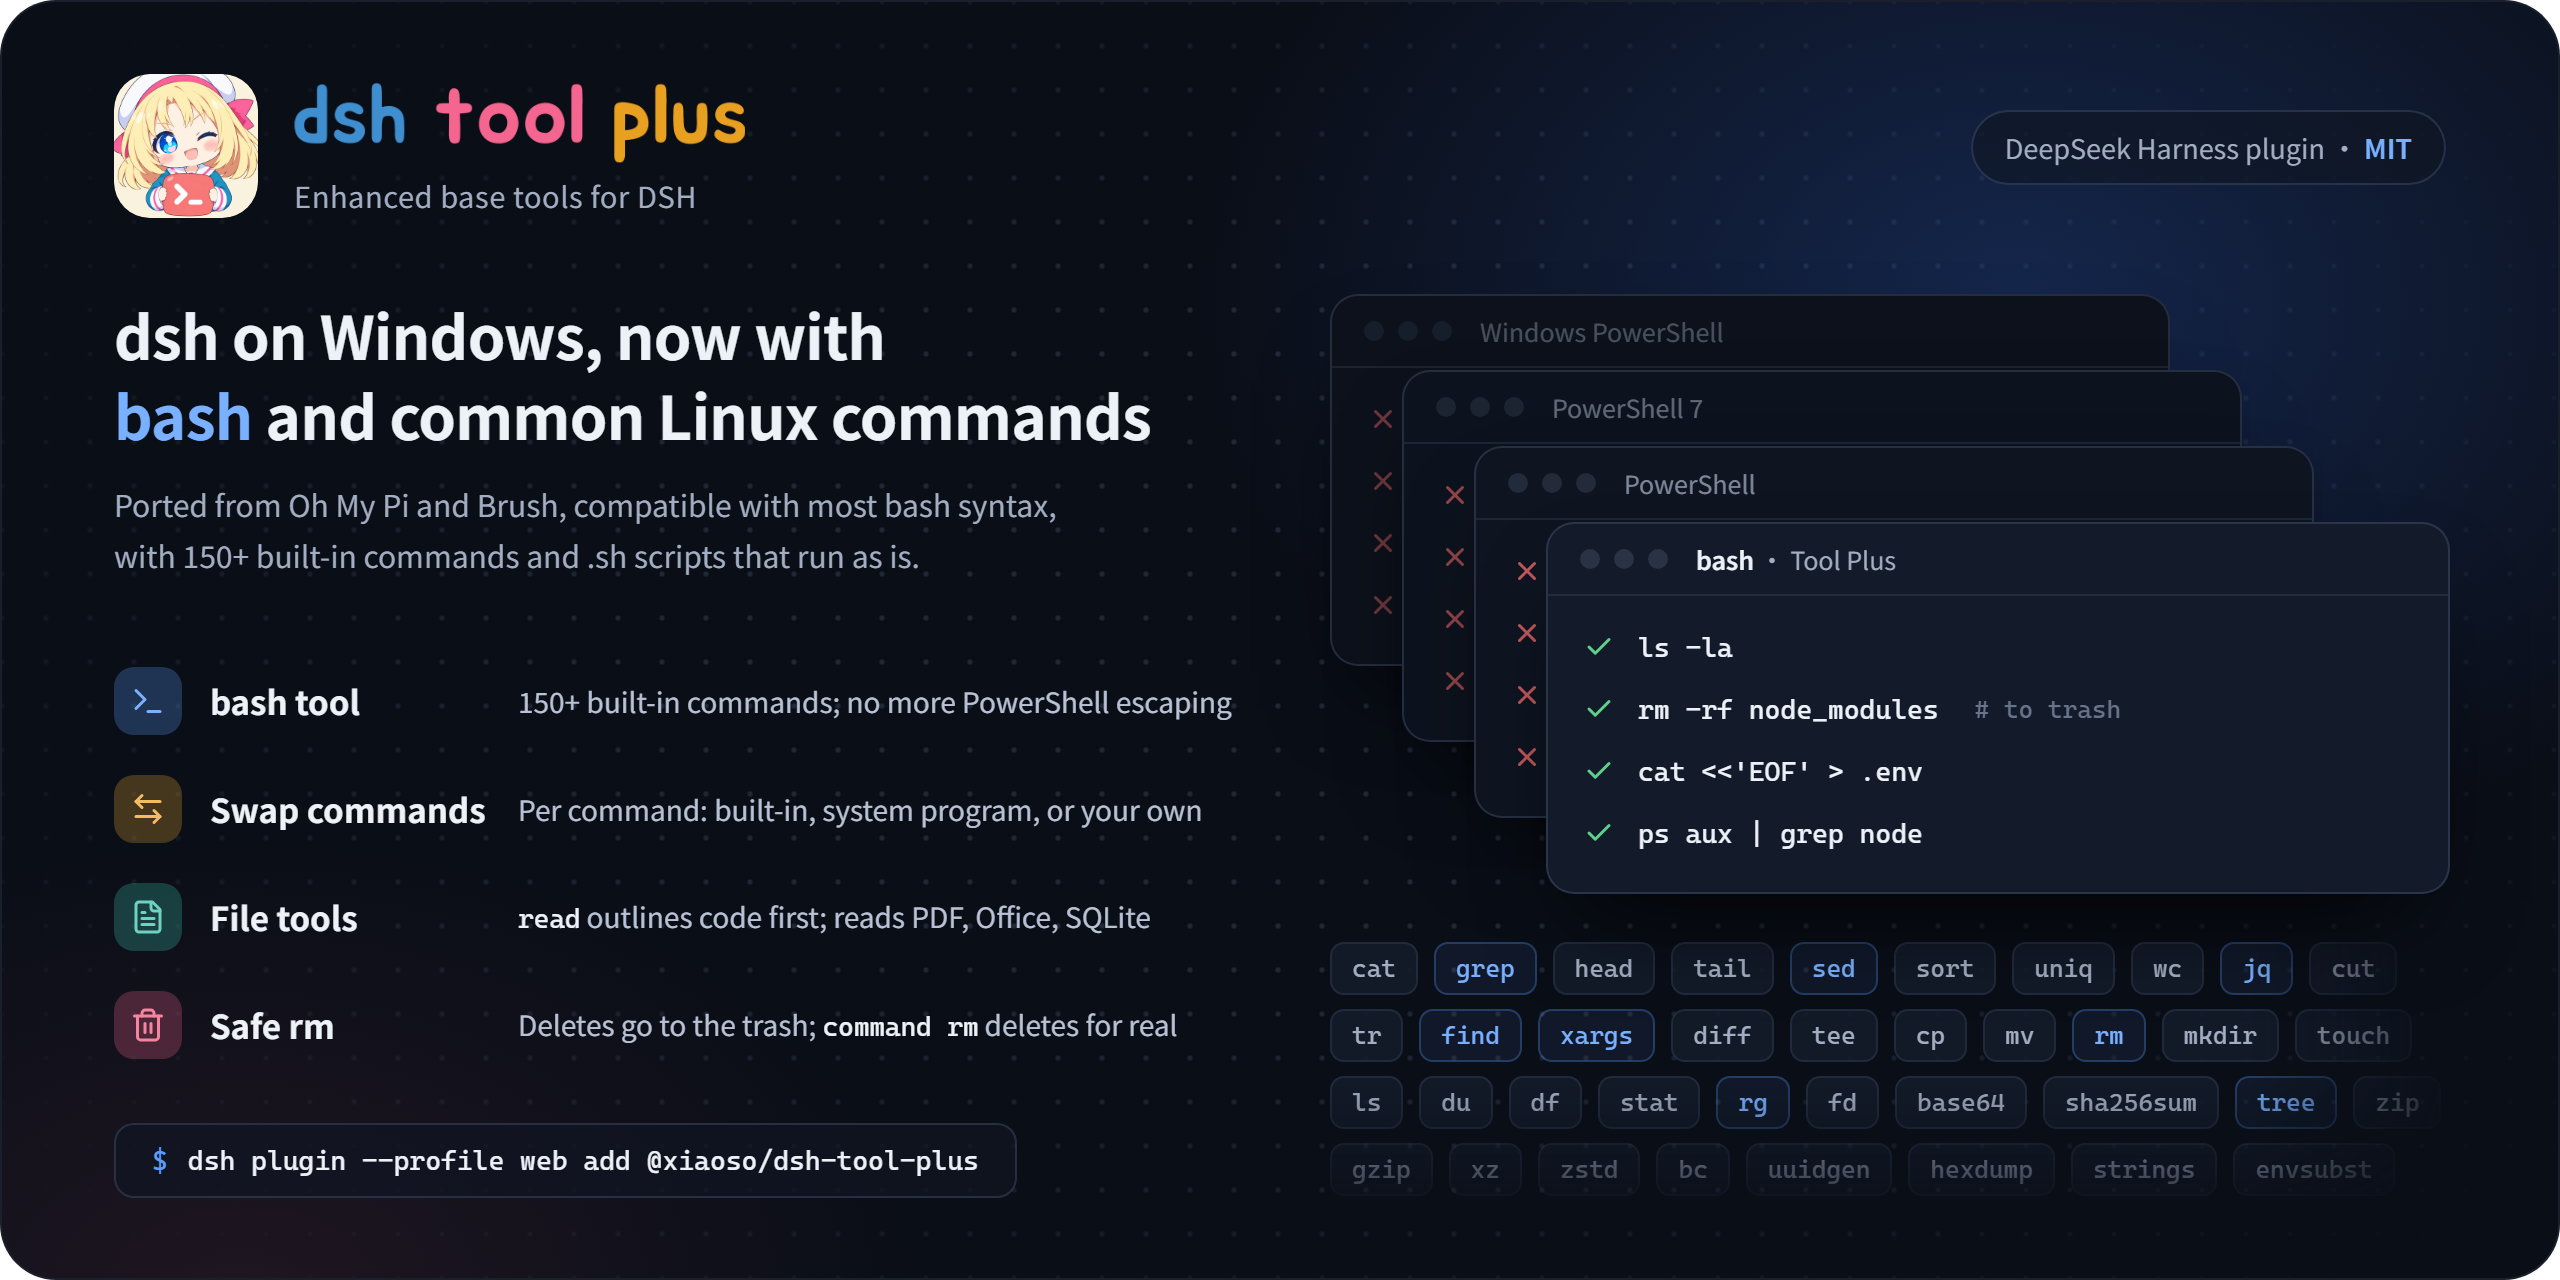 dsh tool plus
Enhanced base tools for DSH
DeepSeek Harness plugin • MIT
dsh on Windows, now with
bash and common Linux commands
Ported from Oh My Pi and Brush, compatible with most bash syntax,
with 150+ built-in commands and .sh scripts that run as is.
bash tool 150+ built-in commands; no more PowerShell escaping
Swap commands Per command: built-in, system program, or your own
File tools read outlines code first; reads PDF, Office, SQLite
Safe rm Deletes go to the trash; command rm deletes for real
$ dsh plugin --profile web add @xiaoso/dsh-tool-plus
Windows PowerShell
PowerShell 7
PowerShell
bash • Tool Plus
ls -la
rm -rf node_modules # to trash
cat <<'EOF' > .env
ps aux | grep node
cat grep head tail sed sort uniq wc jq cut
tr find xargs diff tee cp mv rm mkdir touch
ls du df stat rg fd base64 sha256sum tree zip
gzip xz zstd bc uuidgen hexdump strings envsubst